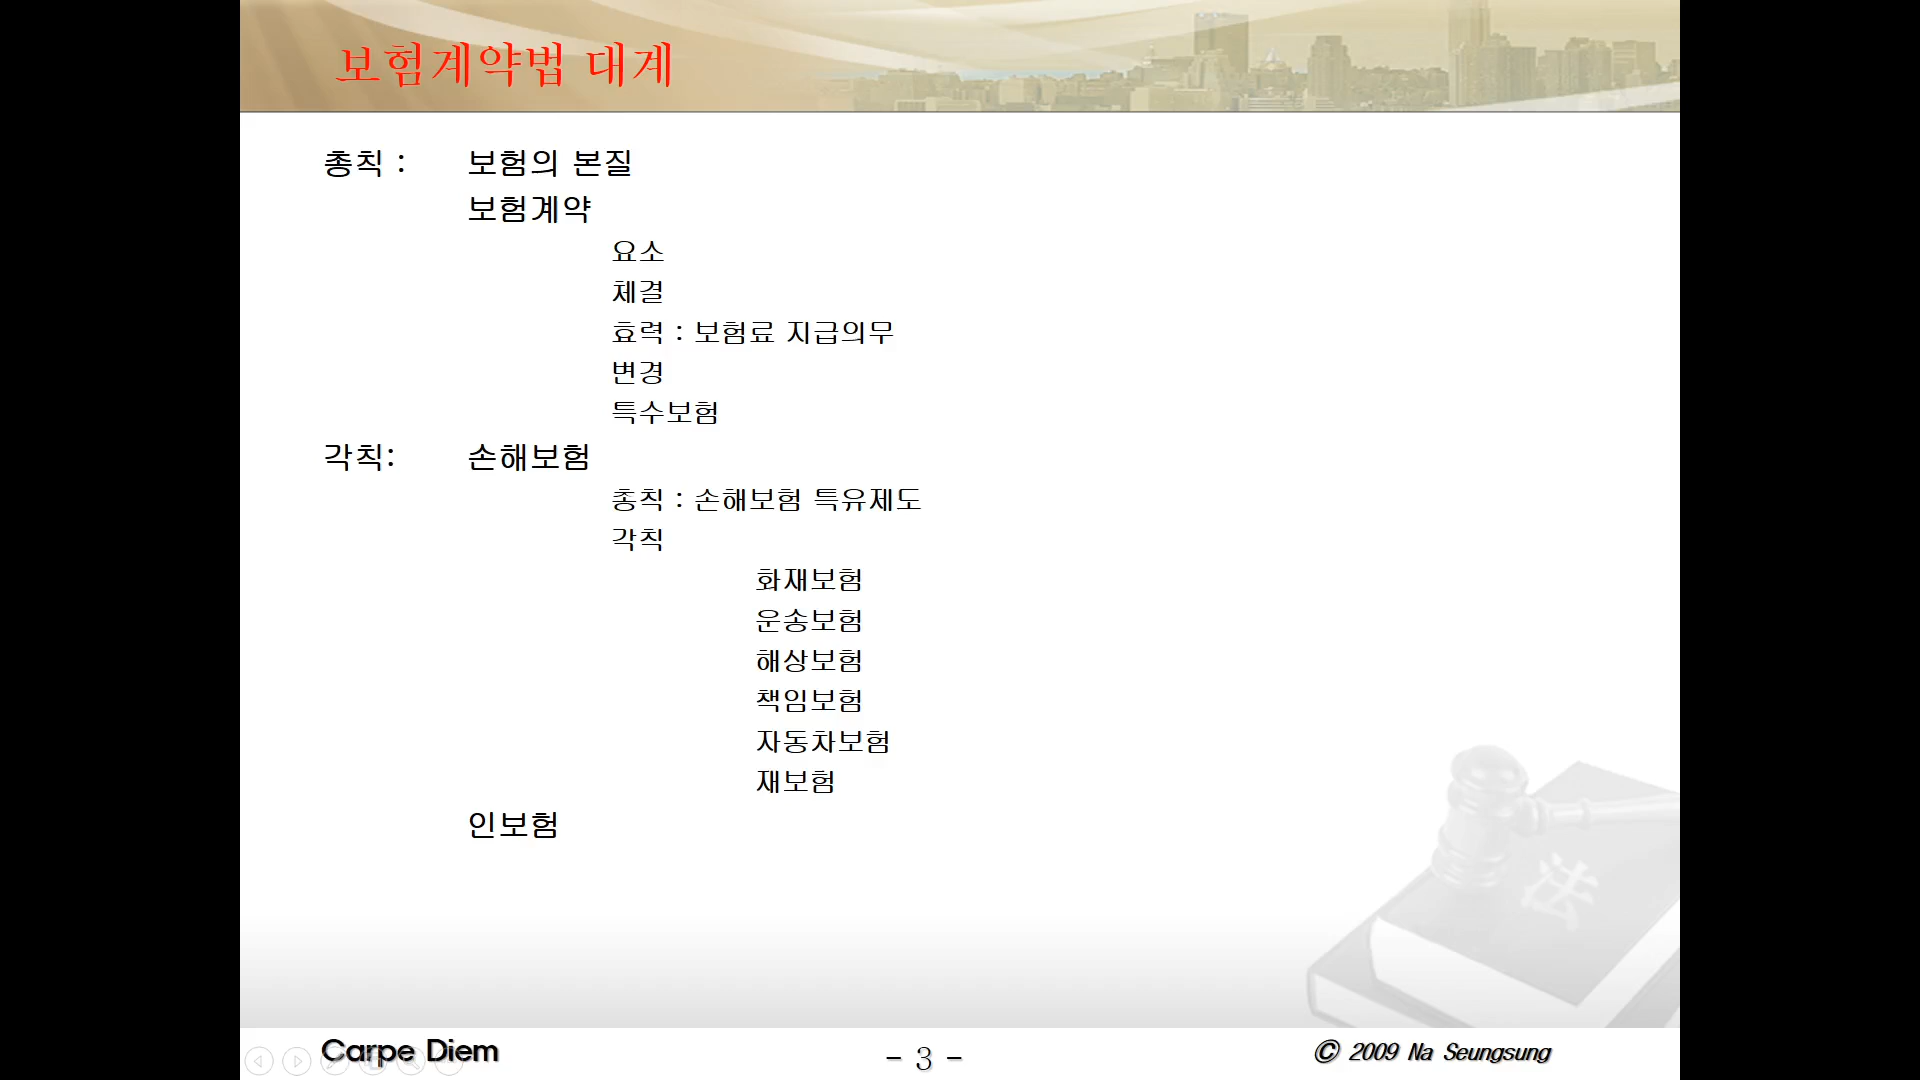 보험계약법 대계
총칙 : 보험의 본질
보험계약
요소
체결
효력 : 보험료 지급의무
변경
특수보험
각칙: 손해보험
총칙 : 손해보험 특유제도
각칙
화재보험
운송보험
해상보험
책임보험
자동차보험
재보험
인보험
法
Carpe Diem
- 3 -
© 2009 Na Seungsung